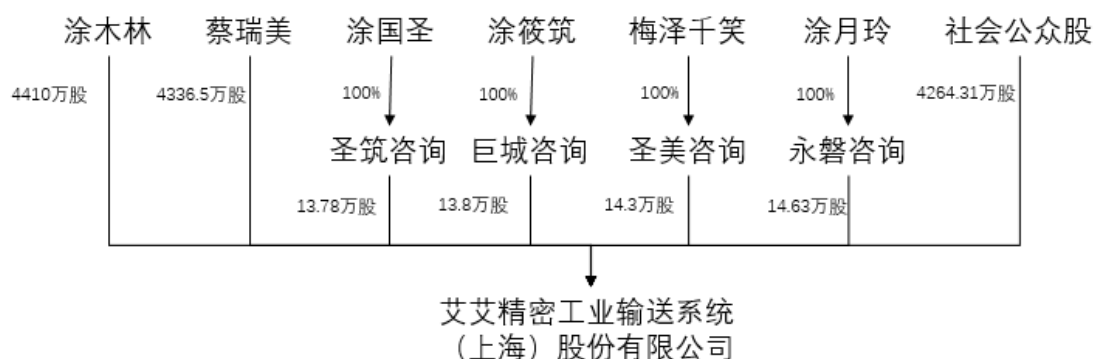 涂木林 蔡瑞美 涂国圣 涂筱筑 梅泽千笑 涂月玲 社会公众股
4410万股 4336.5万股 100% 100% 100% 100% 4264.31万股
圣筑咨询 巨城咨询 圣美咨询 永磐咨询
13.78万股 13.8万股 14.3万股 14.63万股
艾艾精密工业输送系统
（上海）股份有限公司